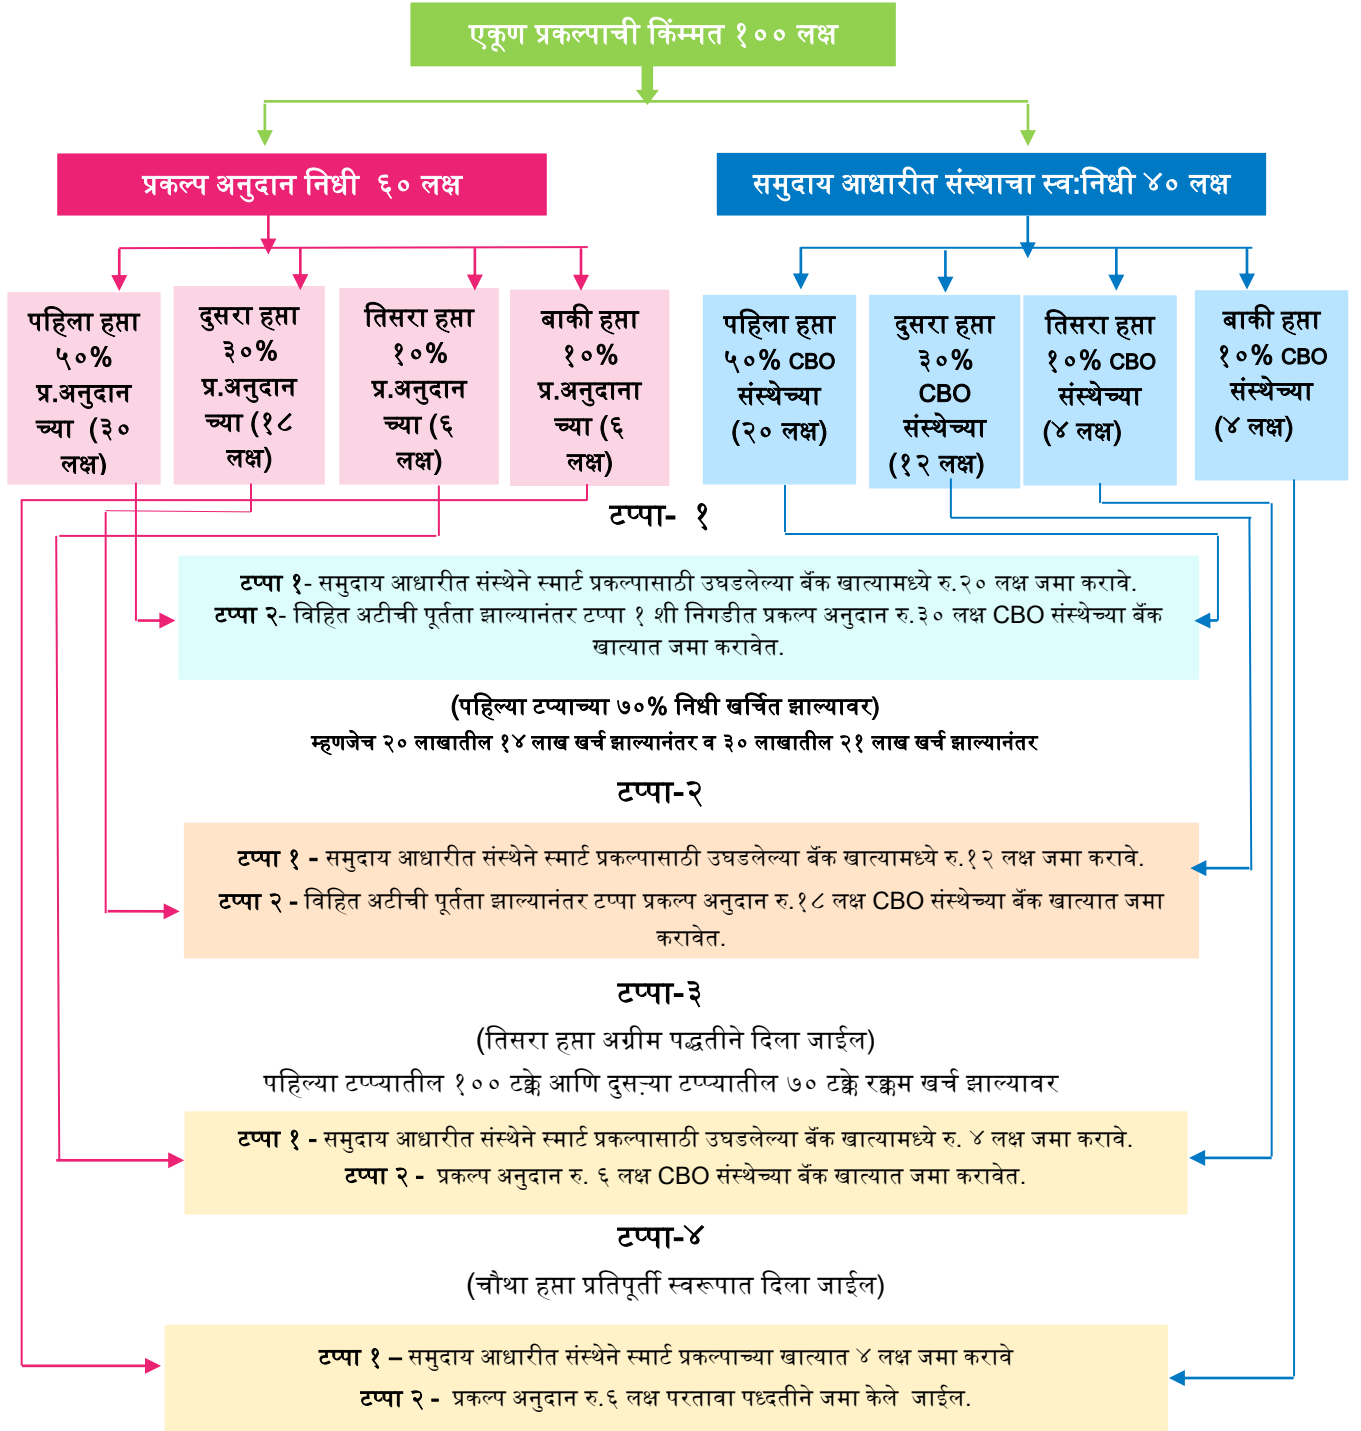 एकूण प्रकल्पाची किंम्मत १०० लक्ष
प्रकल्प अनुदान निधी ६० लक्ष
समुदाय आधारीत संस्थाचा स्व:निधी ४० लक्ष
पहिला हप्ता
५०%
प्र.अनुदान
च्या (३०
लक्ष)
दुसरा हप्ता
३०%
प्र.अनुदान
च्या (१८
लक्ष)
तिसरा हप्ता
१०%
प्र.अनुदान
च्या (६
लक्ष)
बाकी हप्ता
१०%
प्र.अनुदाना
च्या (६
लक्ष)
पहिला हप्ता
५०% CBO
संस्थेच्या
(२० लक्ष)
दुसरा हप्ता
३०%
CBO
संस्थेच्या
(१२ लक्ष)
तिसरा हप्ता
१०% CBO
संस्थेच्या
(४ लक्ष)
बाकी हप्ता
१०% CBO
संस्थेच्या
(४ लक्ष)
टप्पा- १
टप्पा १- समुदाय आधारीत संस्थेने स्मार्ट प्रकल्पासाठी उघडलेल्या बॅंक खात्यामध्ये रु.२० लक्ष जमा करावे.
टप्पा २- विहित अटीची पूर्तता झाल्यानंतर टप्पा १ शी निगडीत प्रकल्प अनुदान रु.३० लक्ष CBO संस्थेच्या बॅंक
खात्यात जमा करावेत.
(पहिल्या टप्याच्या ७०% निधी खर्चित झाल्यावर)
म्हणजेच २० लाखातील १४ लाख खर्च झाल्यानंतर व ३० लाखातील २१ लाख खर्च झाल्यानंतर
टप्पा-२
टप्पा १ - समुदाय आधारीत संस्थेने स्मार्ट प्रकल्पासाठी उघडलेल्या बॅंक खात्यामध्ये रु.१२ लक्ष जमा करावे.
टप्पा २ - विहित अटीची पूर्तता झाल्यानंतर टप्पा प्रकल्प अनुदान रु.१८ लक्ष CBO संस्थेच्या बॅंक खात्यात जमा
करावेत.
टप्पा-३
(तिसरा हप्ता अग्रीम पद्धतीने दिला जाईल)
पहिल्या टप्प्यातील १०० टक्के आणि दुसऱ्या टप्प्यातील ७० टक्के रक्कम खर्च झाल्यावर
टप्पा १ - समुदाय आधारीत संस्थेने स्मार्ट प्रकल्पासाठी उघडलेल्या बॅंक खात्यामध्ये रु. ४ लक्ष जमा करावे.
टप्पा २ - प्रकल्प अनुदान रु. ६ लक्ष CBO संस्थेच्या बॅंक खात्यात जमा करावेत.
टप्पा-४
(चौथा हप्ता प्रतिपूर्ती स्वरूपात दिला जाईल)
टप्पा १ – समुदाय आधारीत संस्थेने स्मार्ट प्रकल्पाच्या खात्यात ४ लक्ष जमा करावे
टप्पा २ - प्रकल्प अनुदान रु.६ लक्ष परतावा पध्दतीने जमा केले जाईल.